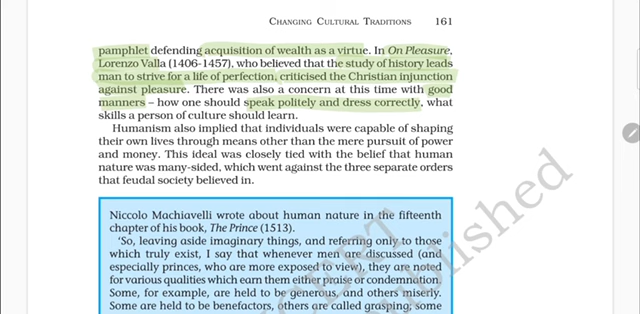 CHANGING CULTURAL TRADITIONS 161
pamphlet defending acquisition of wealth as a virtue. In On Pleasure,
Lorenzo Valla (1406-1457), who believed that the study of history leads
man to strive for a life of perfection, criticised the Christian injunction
against pleasure. There was also a concern at this time with good
manners – how one should speak politely and dress correctly, what
skills a person of culture should learn.
Humanism also implied that individuals were capable of shaping
their own lives through means other than the mere pursuit of power
and money. This ideal was closely tied with the belief that human
nature was many-sided, which went against the three separate orders
that feudal society believed in.
Niccolo Machiavelli wrote about human nature in the fifteenth
chapter of his book, The Prince (1513).
‘So, leaving aside imaginary things, and referring only to those
which truly exist, I say that whenever men are discussed (and
especially princes, who are more exposed to view), they are noted
for various qualities which earn them either praise or condemnation.
Some, for example, are held to be generous, and others miserly.
Some are held to be benefactors, others are called grasping; some
NCERT
published